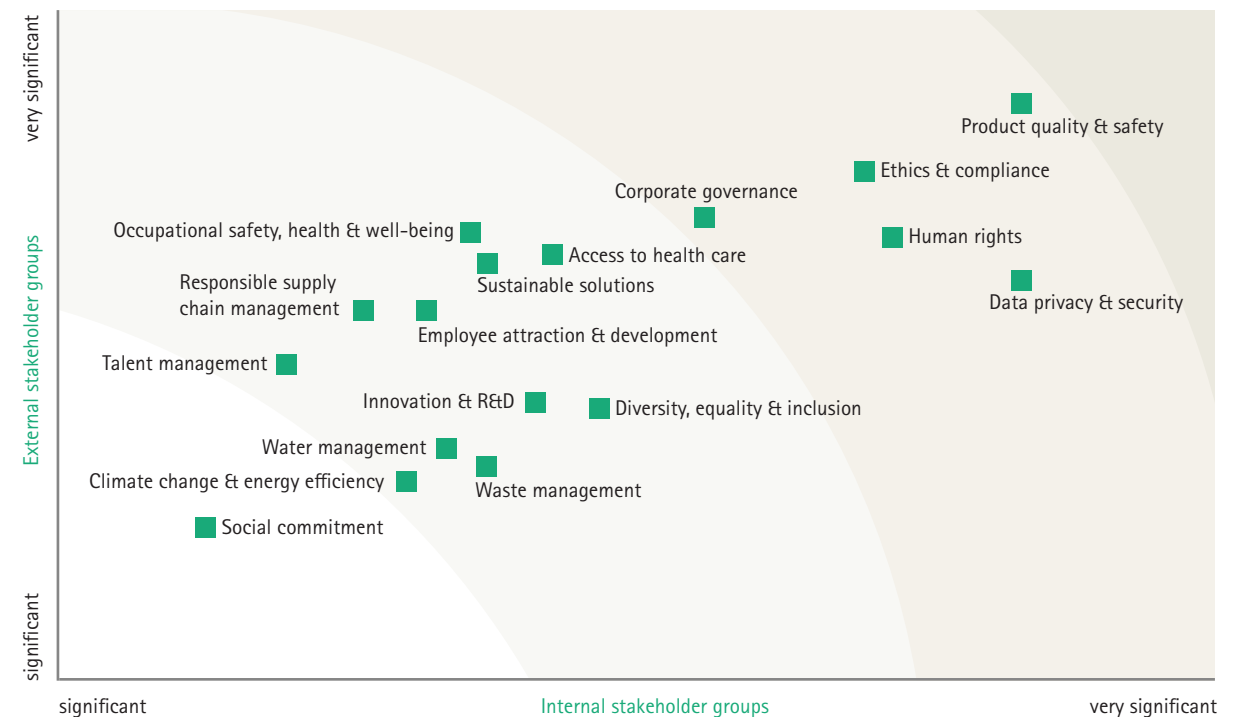 very significant
External stakeholder groups
significant
Product quality & safety
Ethics & compliance
Corporate governance
Occupational safety, health & well-being
Human rights
Access to health care
Sustainable solutions
Responsible supply
chain management
Data privacy & security
Employee attraction & development
Talent management
Innovation & R&D
Diversity, equality & inclusion
Water management
Climate change & energy efficiency
Waste management
Social commitment
significant
Internal stakeholder groups
very significant